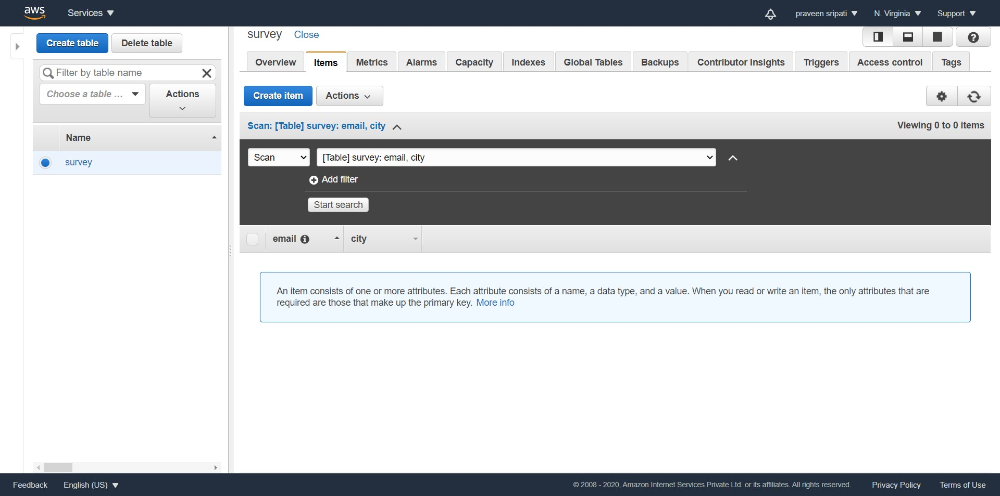 aws Services praveen sripati N. Virginia Support
Create table Delete table
Filter by table name
Choose a table ... Actions
Name
survey
survey Close
Overview Items Metrics Alarms Capacity Indexes Global Tables Backups Contributor Insights Triggers Access control Tags
Create item Actions
Scan: [Table] survey: email, city Viewing 0 to 0 items
Scan [Table] survey: email, city
Add filter
Start search
email city
An item consists of one or more attributes. Each attribute consists of a name, a data type, and a value. When you read or write an item, the only attributes that are
required are those that make up the primary key. More info
Feedback English (US) © 2008 - 2020, Amazon Internet Services Private Ltd. or its affiliates. All rights reserved. Privacy Policy Terms of Use